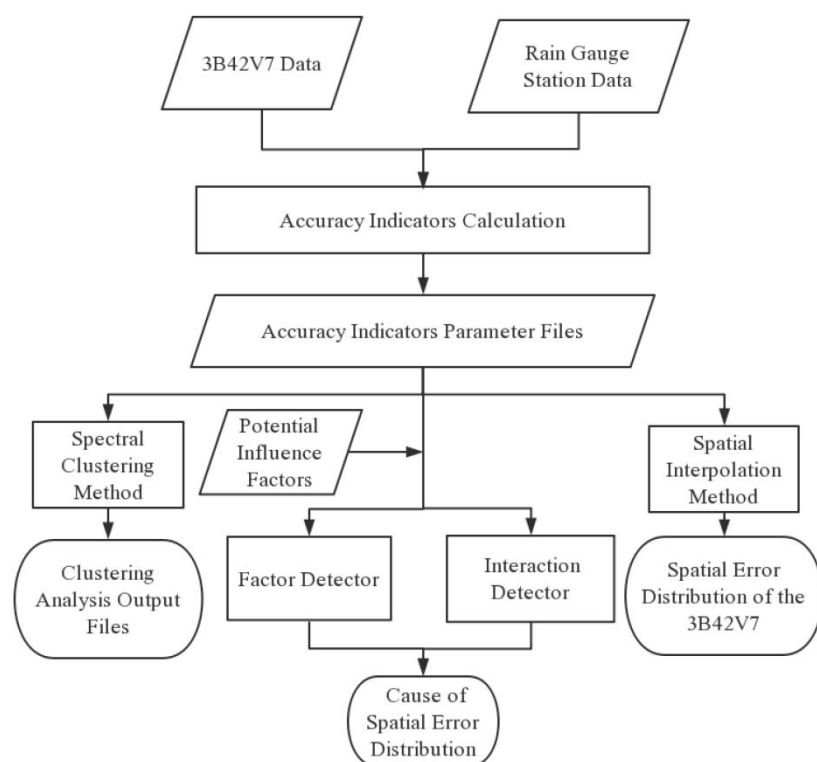 3B42V7 Data
Rain Gauge
Station Data
Accuracy Indicators Calculation
Accuracy Indicators Parameter Files
Spectral
Clustering
Method
Potential
Influence
Factors
Spatial
Interpolation
Method
Clustering
Analysis Output
Files
Factor Detector
Interaction
Detector
Spatial Error
Distribution of the
3B42V7
Cause of
Spatial Error
Distribution